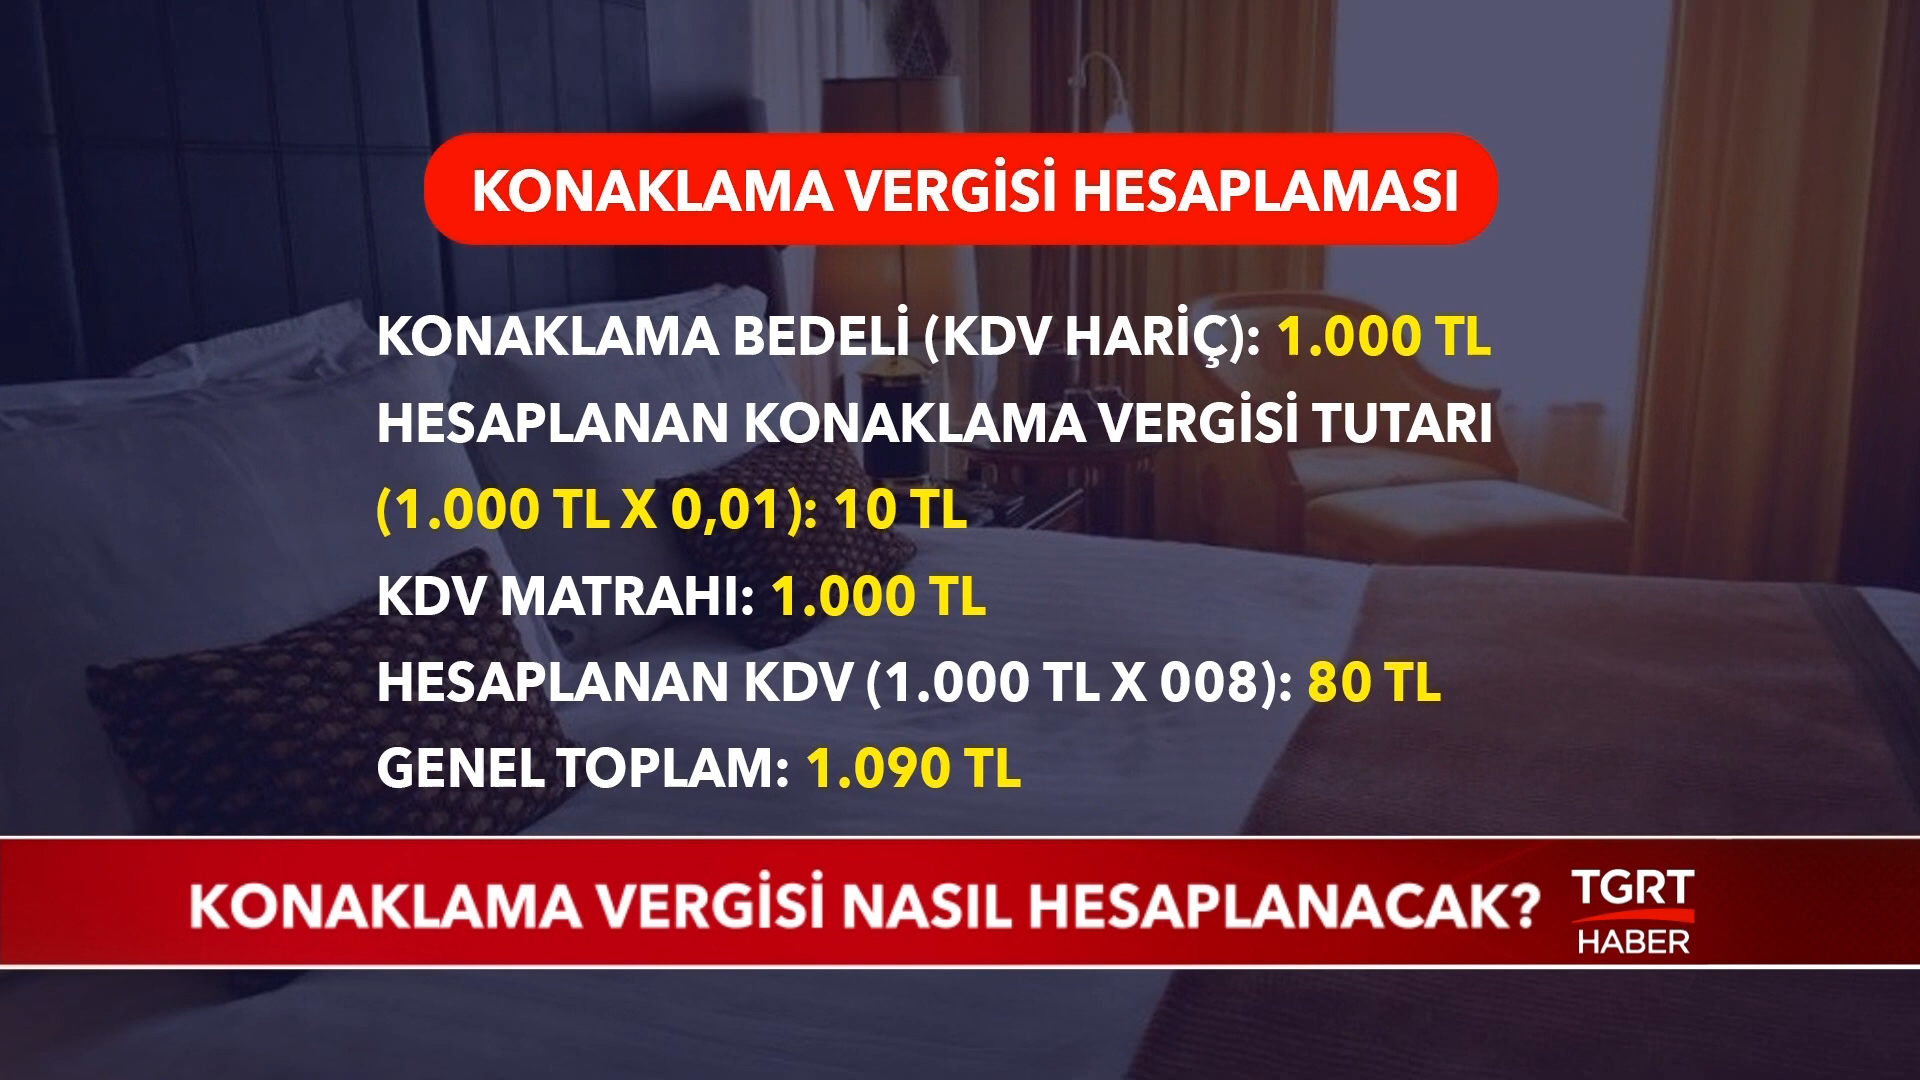 KONAKLAMA VERGİSİ HESAPLAMASI
KONAKLAMA BEDELİ (KDV HARİÇ): 1.000 TL
HESAPLANAN KONAKLAMA VERGİSİ TUTARI
(1.000 TL X 0,01): 10 TL
KDV MATRAHI: 1.000 TL
HESAPLANAN KDV (1.000 TL X 008): 80 TL
GENEL TOPLAM: 1.090 TL
KONAKLAMA VERGİSİ NASIL HESAPLANACAK?
TGRT
HABER